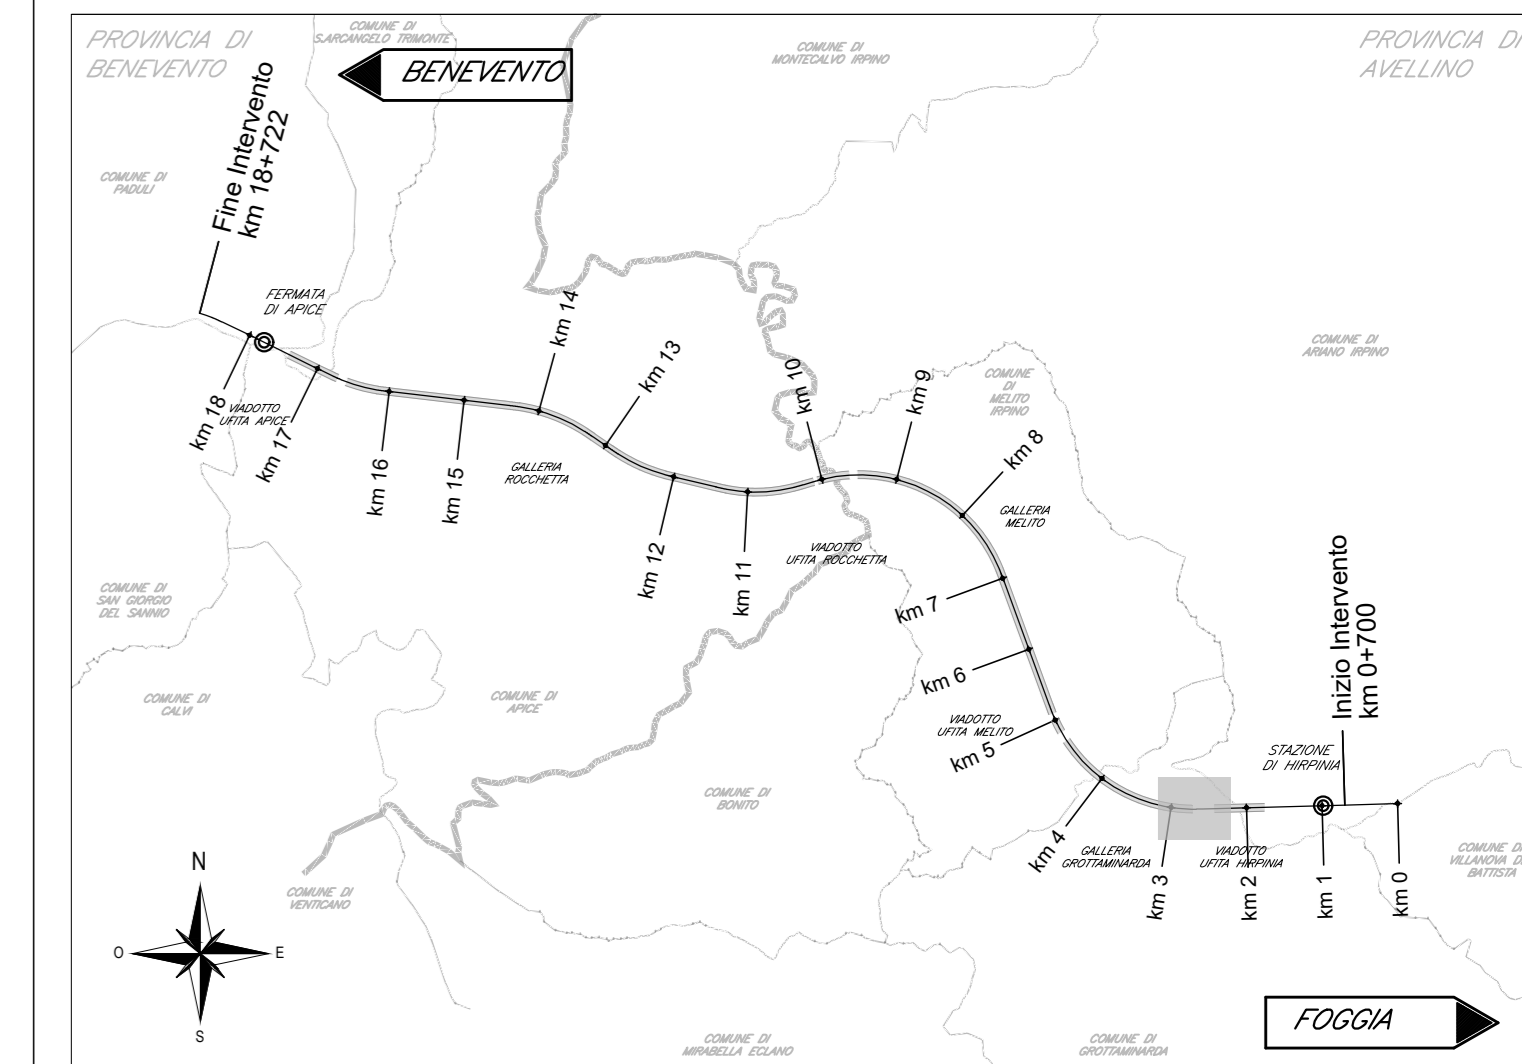 PROVINCIA DI
BENEVENTO
COMUNE DI
S.ARCANGELO TRIMONTE
BENEVENTO
COMUNE DI
MONTECALVO IRPINO
PROVINCIA DI
AVELLINO
Fine Intervento
km 18+722
COMUNE DI
PADULI
FERMATA
DI APICE
km 14
km 13
km 10
km 9
COMUNE
DI
MELITO
IRPINO
COMUNE DI
ARIANO IRPINO
km 18
VIADOTTO
UFITA APICE
km 17
km 16
km 15
GALLERIA
ROCCHETTA
km 8
GALLERIA
MELITO
km 12
km 11
VIADOTTO
UFITA ROCCHETTA
km 7
Inizio Intervento
km 0+700
COMUNE DI
SAN GIORGIO
DEL SANNIO
km 6
COMUNE DI
CALVI
COMUNE DI
APICE
VIADOTTO
UFITA MELITO
km 5
STAZIONE
DI HIRPINIA
COMUNE DI
BONITO
km 4
GALLERIA
GROTTAMINARDA
VIADOTTO
UFITA HIRPINIA
COMUNE DI
VILLANOVA D
BATTISTA
km 3
km 2
km 1
km 0
COMUNE DI
VENTICANO
N
O
E
S
FOGGIA
COMUNE DI
MIRABELLA ECLANO
COMUNE DI
GROTTAMINARDA